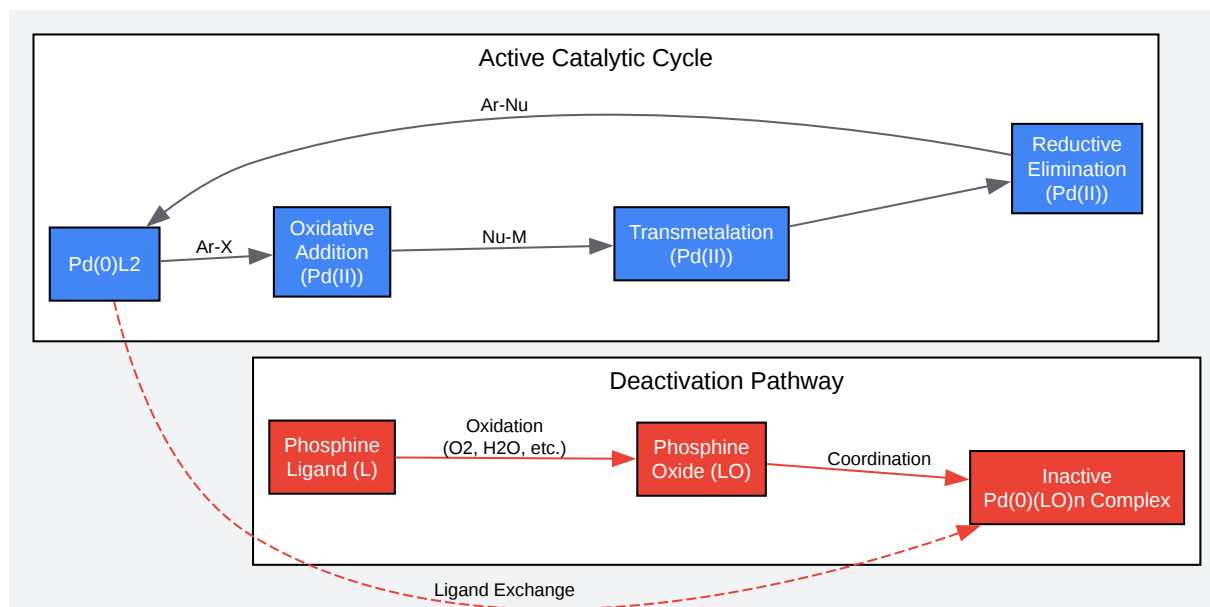 Active Catalytic Cycle
Ar-Nu
Reductive
Elimination
(Pd(II))
Pd(0)L2
Ar-X
Oxidative
Addition
(Pd(II))
Nu-M
Transmetalation
(Pd(II))
Deactivation Pathway
Phosphine
Ligand (L)
Oxidation
(O2, H2O, etc.)
Phosphine
Oxide (LO)
Coordination
Inactive
Pd(0)(LO)n Complex
Ligand Exchange